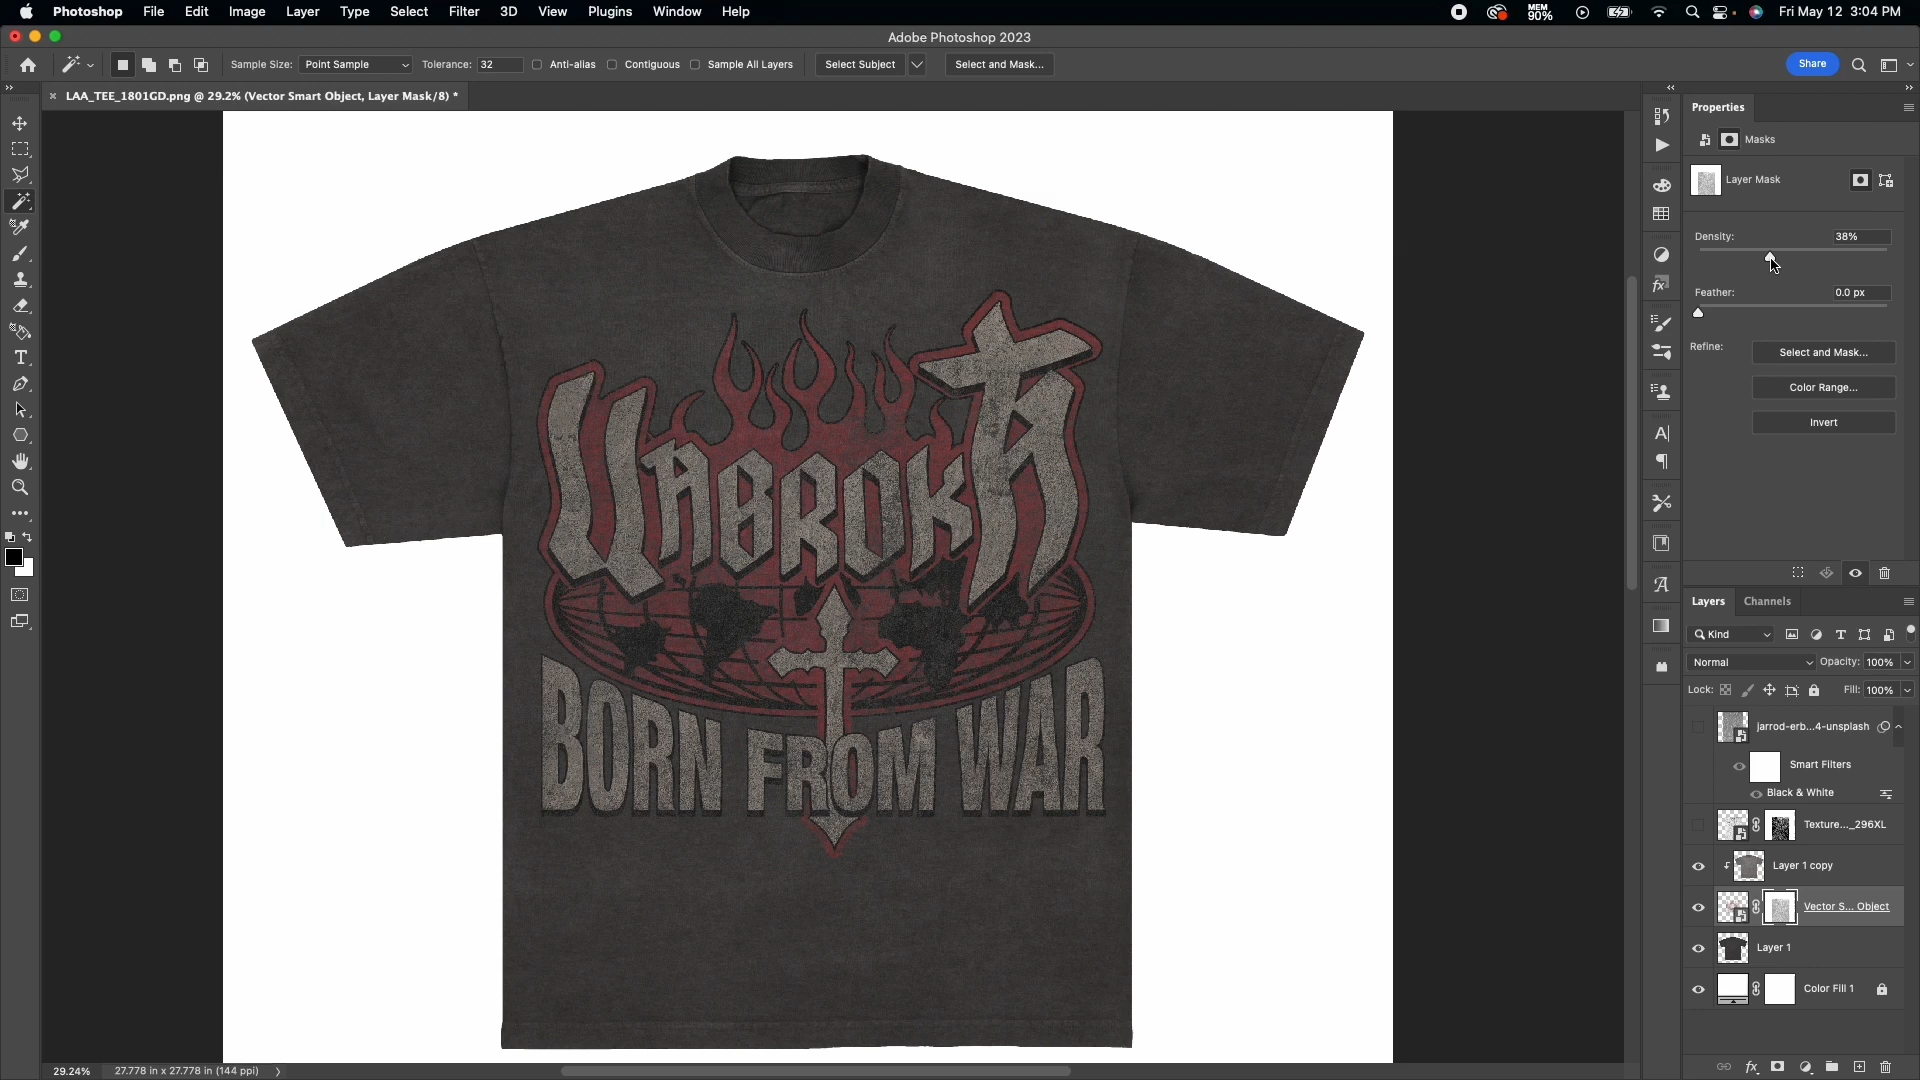 Photoshop File Edit Image Layer Type Select Filter 3D View Plugins Window Help MEM 90% Fri May 12 3:04 PM
Adobe Photoshop 2023
Sample Size: Point Sample Tolerance: 32 Anti-alias Contiguous Sample All Layers Select Subject Select and Mask... Share
LAA_TEE_1801GD.png @ 29.2% (Vector Smart Object, Layer Mask/8) *
Properties
Masks
Layer Mask
Density: 38%
Feather: 0.0 px
Refine: Select and Mask...
Color Range...
Invert
BORN FROM WAR
Layers Channels
Kind
Normal Opacity: 100%
Lock: Fill: 100%
jarrod-erb...4-unsplash
Smart Filters
Black & White
Texture..._296XL
Layer 1 copy
Vector S... Object
Layer 1
Color Fill 1
29.24% 27.778 in x 27.778 in (144 ppi)